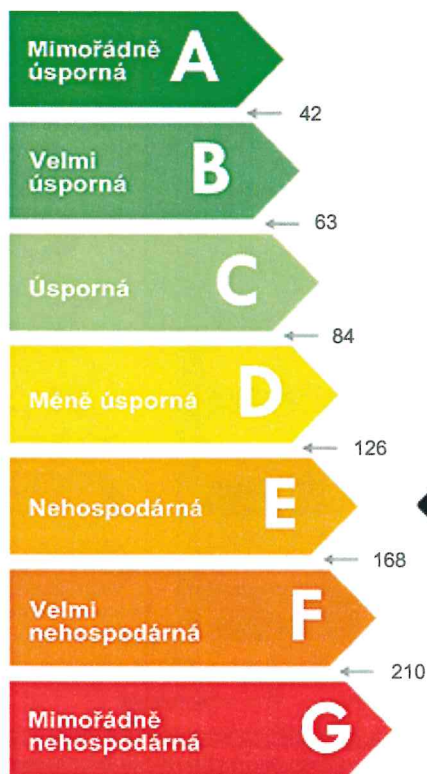 Mimořádně
úsporná
A
42
Velmi
úsporná
B
63
Úsporná
C
84
Méně úsporná
D
126
Nehospodárná
E
168
Velmi
nehospodárná
F
210
Mimořádně
nehospodárná
G